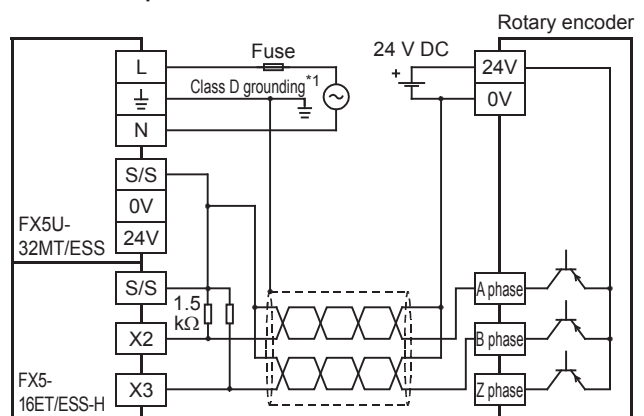 Rotary encoder
L
Fuse
24 V DC
+
24V
Class D grounding*1
0V
N
S/S
0V
24V
FX5U-
32MT/ESS
S/S
1.5
kΩ
A phase
X2
B phase
FX5-
16ET/ESS-H
X3
Z phase